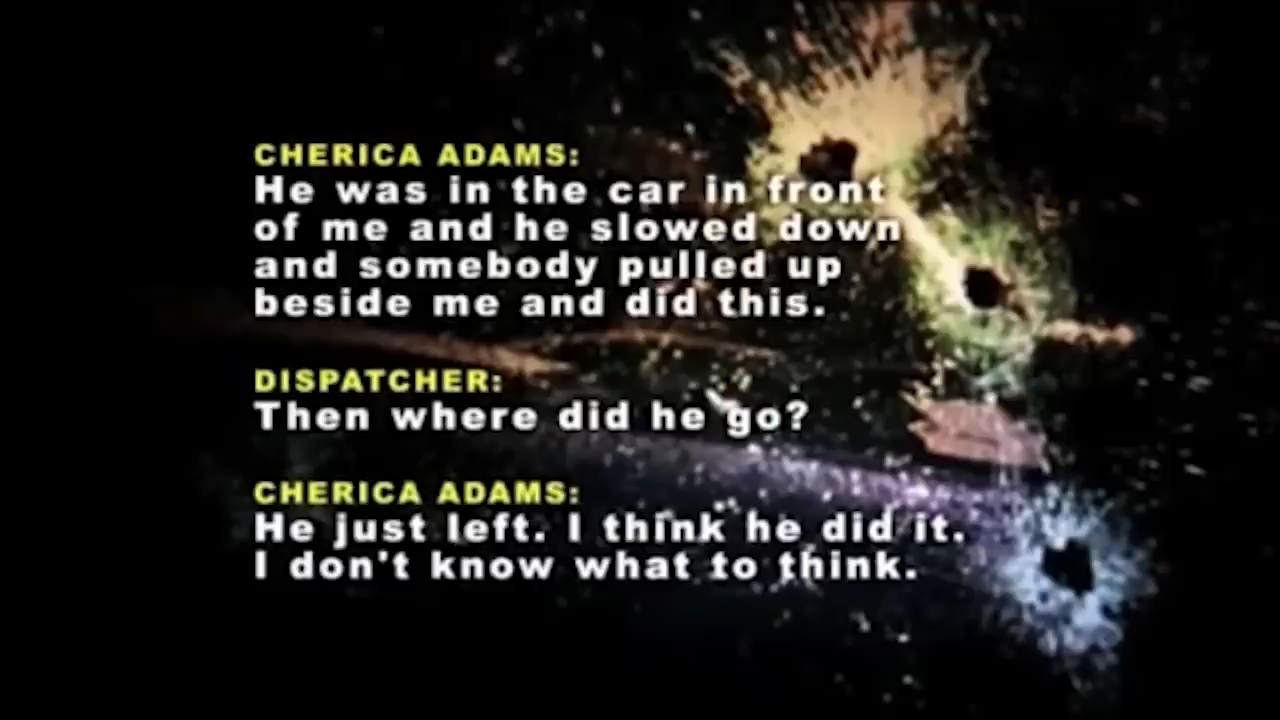 CHERICA ADAMS:
He was in the car in front
of me and he slowed down
and somebody pulled up
beside me and did this.
DISPATCHER:
Then where did he go?
CHERICA ADAMS:
He just left. I think he did it.
I don't know what to think.